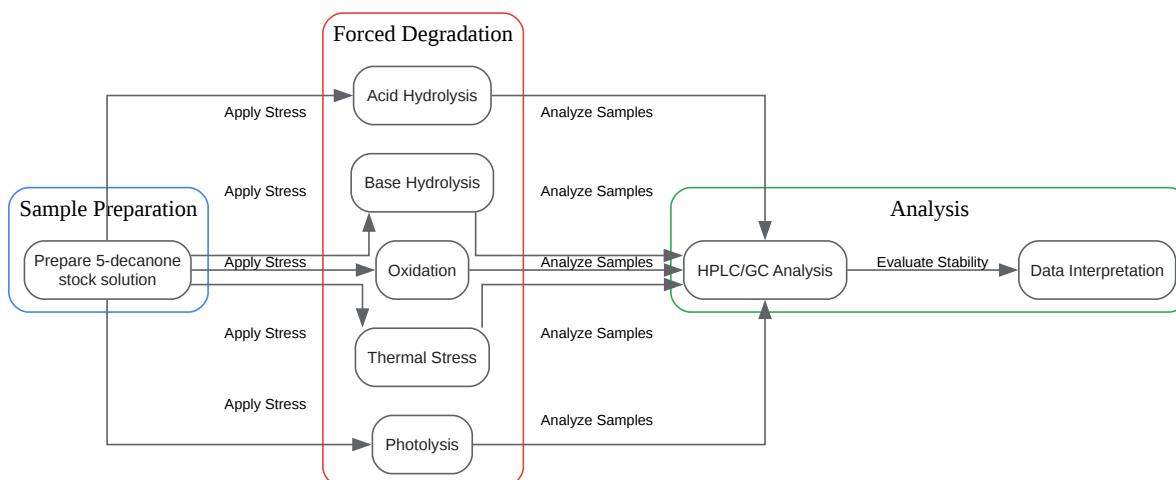 Forced Degradation
Acid Hydrolysis
Apply Stress
Analyze Samples
Base Hydrolysis
Apply Stress
Analyze Samples
Sample Preparation
Analysis
Prepare 5-decanone
stock solution
Apply Stress
Oxidation
Analyze Samples
HPLC/GC Analysis
Evaluate Stability
Data Interpretation
Apply Stress
Analyze Samples
Thermal Stress
Apply Stress
Analyze Samples
Photolysis